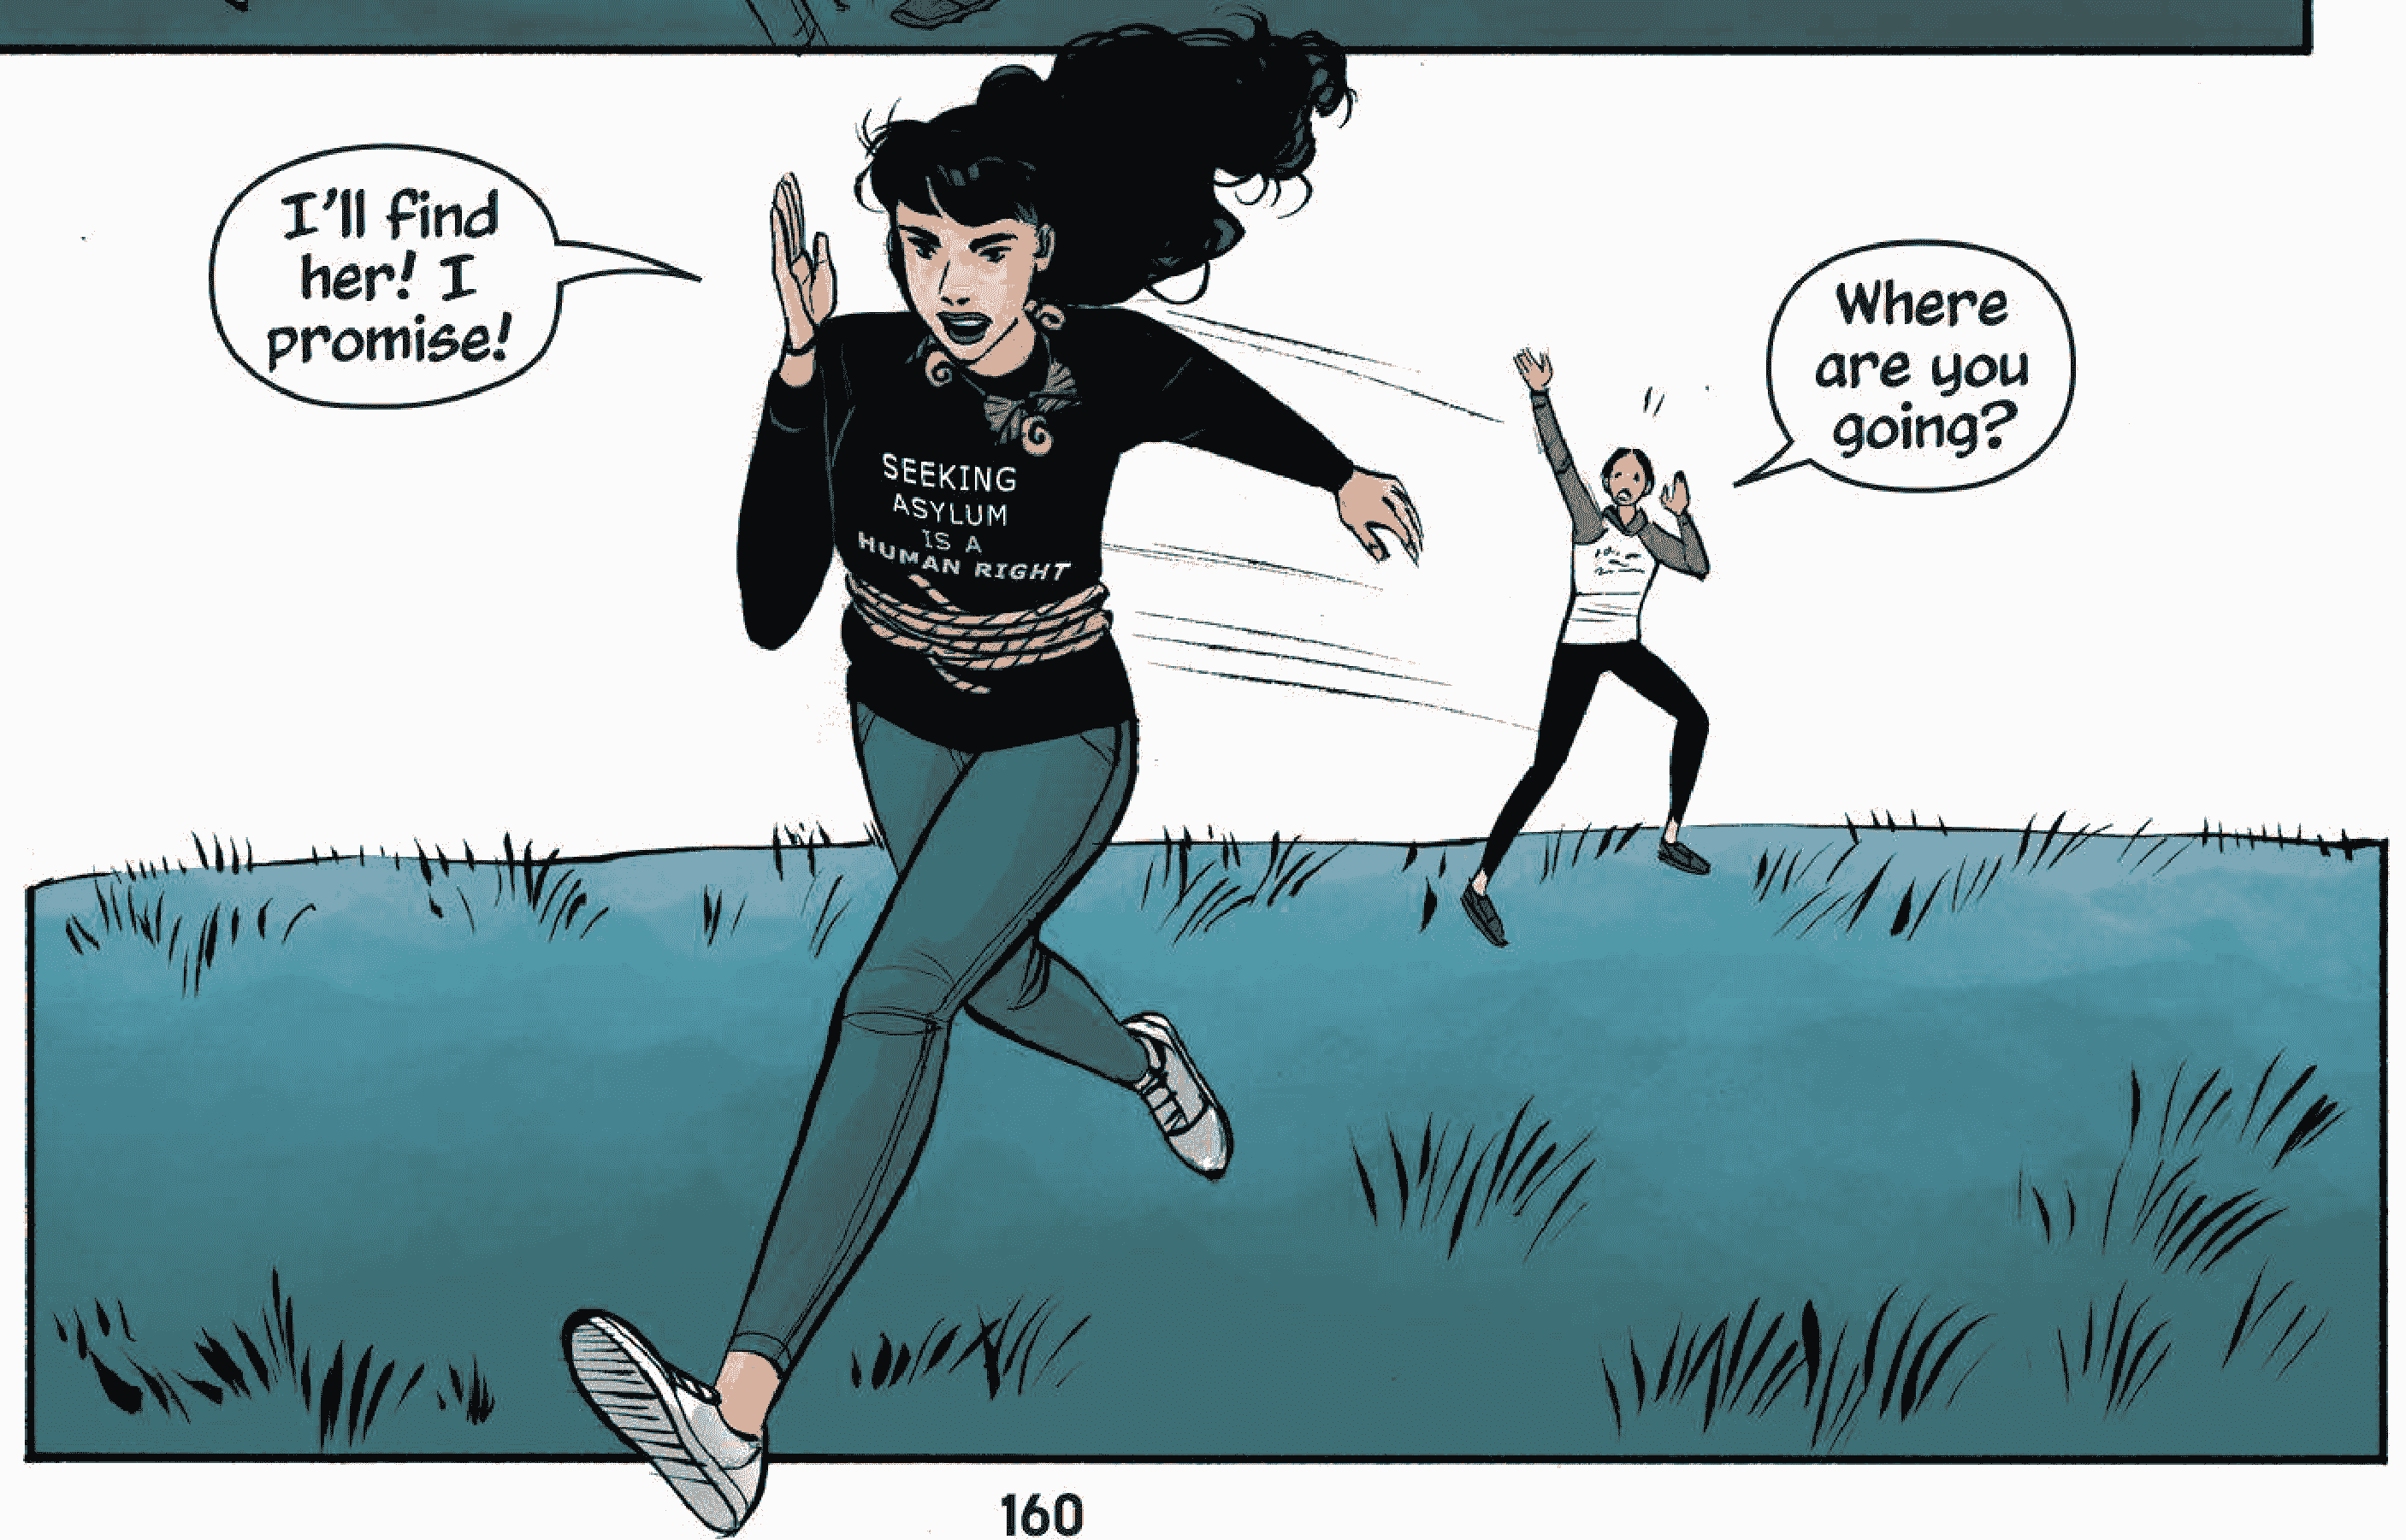 I'll find
her! I
promise!
Where
are you
going?
SEEKING
ASYLUM
IS A
HUMAN RIGHT
160